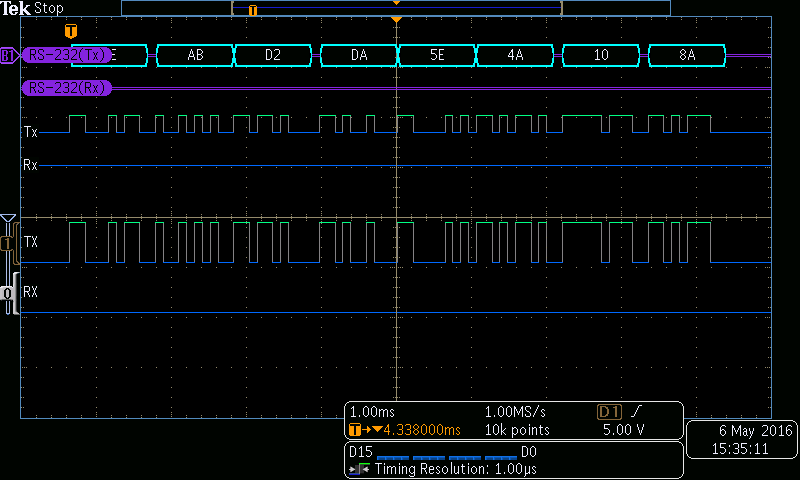 Tek Stop
T
T
B1 RS-232(Tx) E AB D2 DA 5E 4A 10 8A
RS-232(Rx)
Tx
Rx
1 TX
0 RX
1.00ms 1.00MS/s D1
T 4.338000ms 10k points 5.00 V
D15 D0
Timing Resolution: 1.00µs
6 May 2016
15:35:11